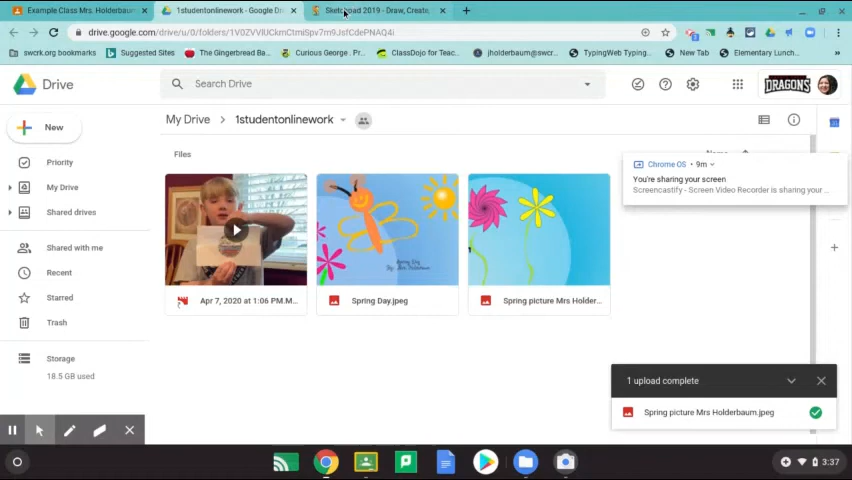 Example Class Mrs. Holderbaum
1studentonlinework - Google Dr
Sketchpad 2019 - Draw, Create,
drive.google.com/drive/u/0/folders/1V0ZVVlUCkmCtmiSpv7m9JsfCdePNAQ4i
swcrk.org bookmarks
Suggested Sites
The Gingerbread Ba...
Curious George . Pr...
ClassDojo for Teac...
jholderbaum@swcr...
TypingWeb Typing...
New Tab
Elementary Lunch...
Drive
Search Drive
DRAGONS
New
My Drive
1studentonlinework
Priority
My Drive
Shared drives
Shared with me
Recent
Starred
Trash
Storage
18.5 GB used
Files
Name
Chrome OS • 9m
You're sharing your screen
Screencastify - Screen Video Recorder is sharing your ...
Spring Day
Apr 7, 2020 at 1:06 PM.M...
Spring Day.jpeg
Spring picture Mrs Holder...
1 upload complete
Spring picture Mrs Holderbaum.jpeg
3:37